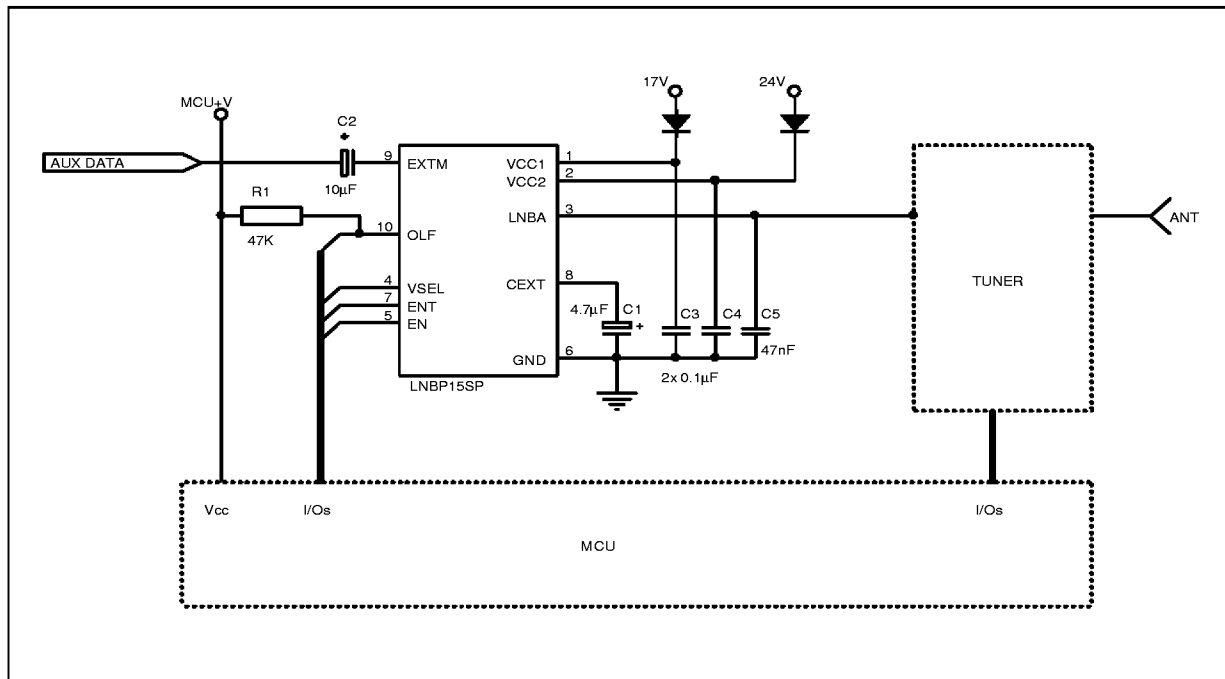 17V
24V
MCU+V
C2
+
AUX DATA
9
EXTM
10µF
VCC1
1
VCC2
2
R1
47K
10
OLF
LNBA
3
ANT
TUNER
4
VSEL
7
ENT
5
EN
CEXT
8
4.7µF
C1
+
C3
C4
C5
47nF
GND
6
2x 0.1µF
LNBP15SP
Vcc
I/Os
I/Os
MCU